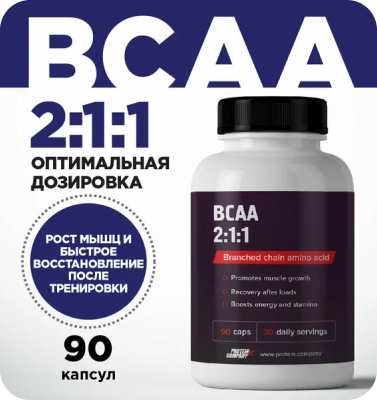 BCAA
2:1:1
ОПТИМАЛЬНАЯ
ДОЗИРОВКА
РОСТ МЫШЦ И
БЫСТРОЕ
ВОССТАНОВЛЕНИЕ
ПОСЛЕ
ТРЕНИРОВКИ
90
капсул
BCAA
2:1:1
Branched chain amino acid
Promotes muscle growth
Recovery after loads
Boosts energy and stamina
90 caps
30 daily servings
PROTEIN
COMPANY
www.protein.company